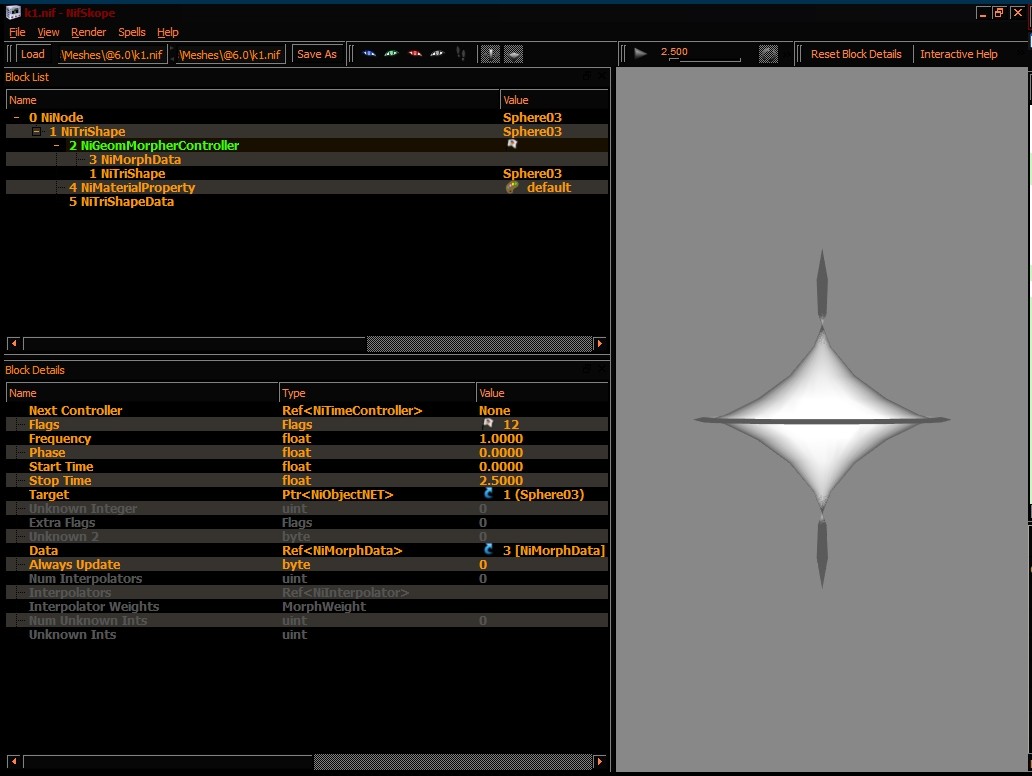 k1.nif - NifSkope
File View Render Spells Help
Load \Meshes\@6.0\k1.nif \Meshes\@6.0\k1.nif Save As 2.500 Reset Block Details Interactive Help
Block List
Name Value
0 NiNode Sphere03
1 NiTriShape Sphere03
2 NiGeomMorpherController
3 NiMorphData
1 NiTriShape Sphere03
4 NiMaterialProperty default
5 NiTriShapeData
Block Details
Name Type Value
Next Controller Ref<NiTimeController> None
Flags Flags 12
Frequency float 1.0000
Phase float 0.0000
Start Time float 0.0000
Stop Time float 2.5000
Target Ptr<NiObjectNET> 1 (Sphere03)
Unknown Integer uint 0
Extra Flags Flags 0
Unknown 2 byte 0
Data Ref<NiMorphData> 3 [NiMorphData]
Always Update byte 0
Num Interpolators uint 0
Interpolators Ref<NiInterpolator>
Interpolator Weights MorphWeight
Num Unknown Ints uint 0
Unknown Ints uint